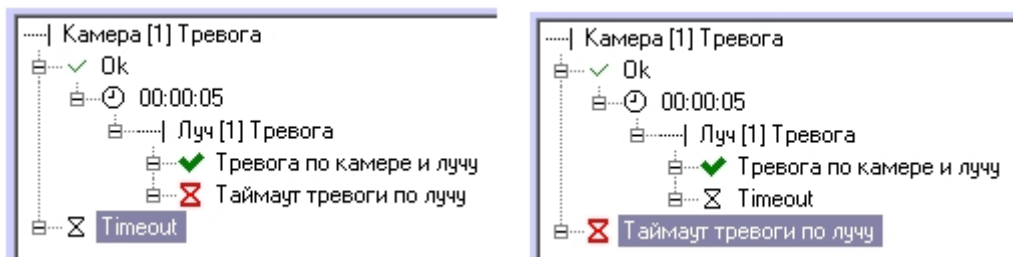 Камера [1] Тревога
Ok
00:00:05
Луч [1] Тревога
Тревога по камере и лучу
Таймаут тревоги по лучу
Timeout
Камера [1] Тревога
Ok
00:00:05
Луч [1] Тревога
Тревога по камере и лучу
Timeout
Таймаут тревоги по лучу